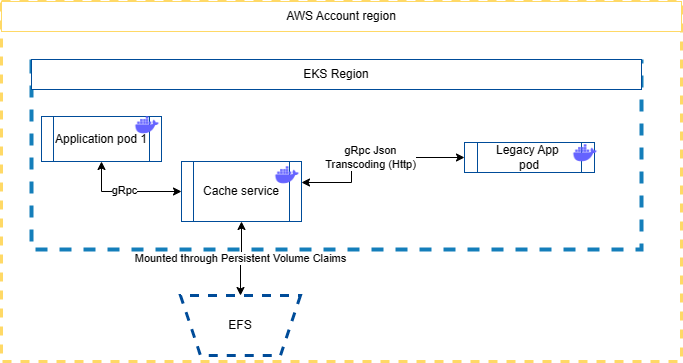 AWS Account region
EKS Region
Application pod 1
gRpc Json
Transcoding (Http)
Legacy App
pod
gRpc
Cache service
Mounted through Persistent Volume Claims
EFS